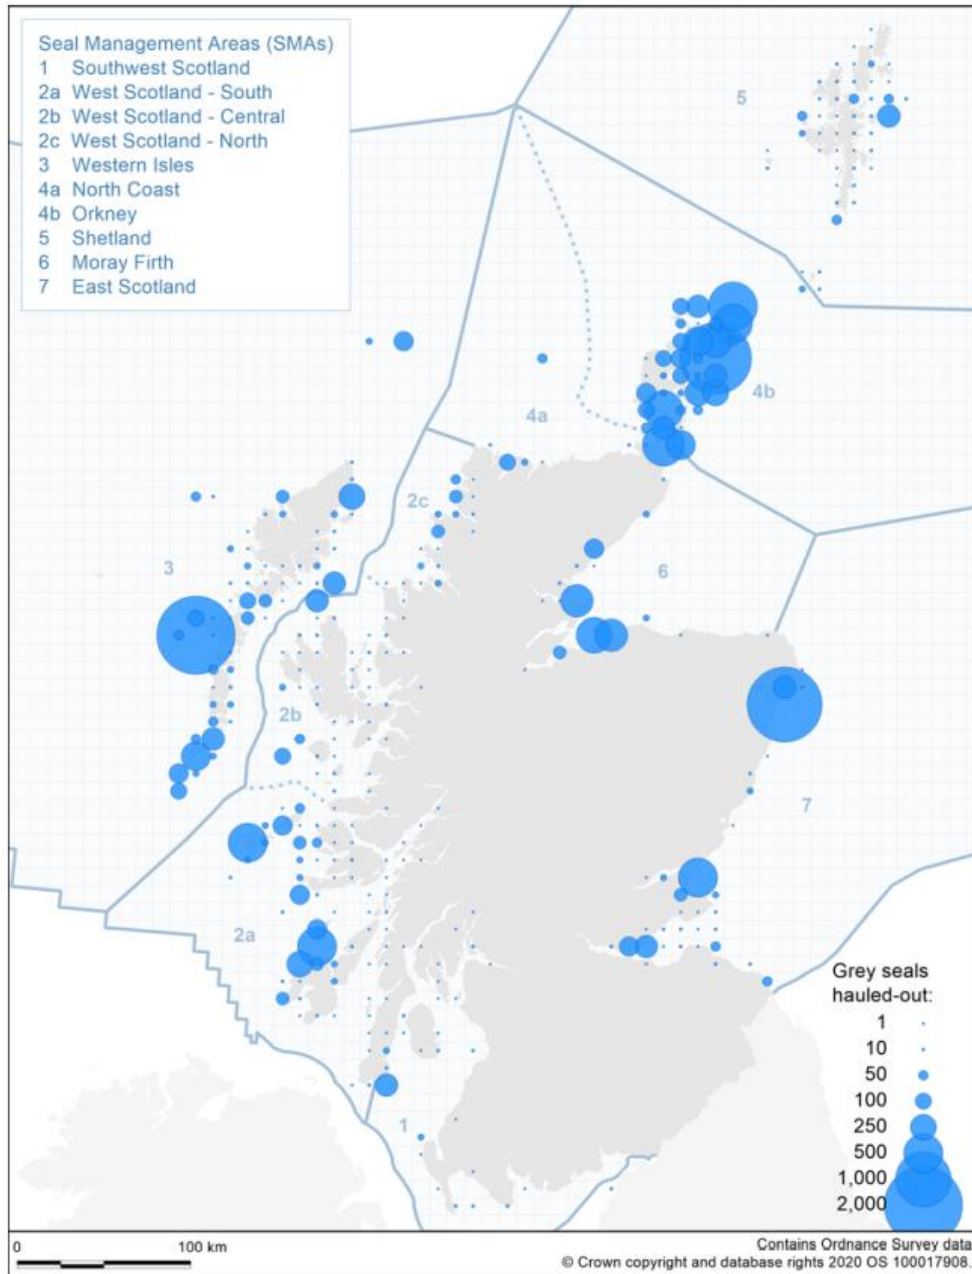 Seal Management Areas (SMAs)
1 Southwest Scotland
2a West Scotland - South
2b West Scotland - Central
2c West Scotland - North
3 Western Isles
4a North Coast
4b Orkney
5 Shetland
6 Moray Firth
7 East Scotland
5
4b
4a
2c
3
6
2b
7
2a
1
Grey seals
hauled-out:
1
10
50
100
250
500
1,000
2,000
0 100 km
Contains Ordnance Survey data
© Crown copyright and database rights 2020 OS 100017908.